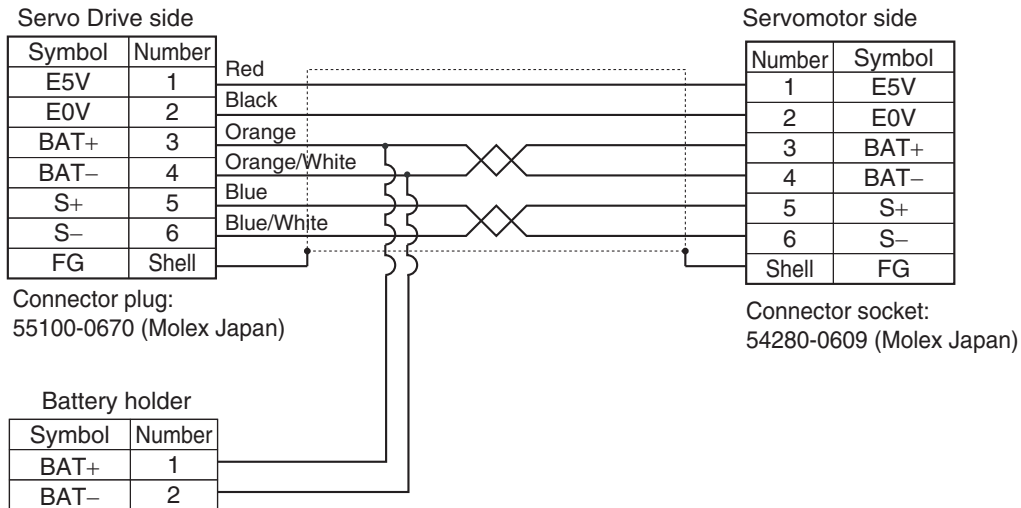 Servo Drive side
Symbol Number
E5V 1
E0V 2
BAT+ 3
BAT− 4
S+ 5
S− 6
FG Shell
Connector plug:
55100-0670 (Molex Japan)
Red
Black
Orange
Orange/White
Blue
Blue/White
Servomotor side
Number Symbol
1 E5V
2 E0V
3 BAT+
4 BAT−
5 S+
6 S−
Shell FG
Connector socket:
54280-0609 (Molex Japan)
Battery holder
Symbol Number
BAT+ 1
BAT− 2